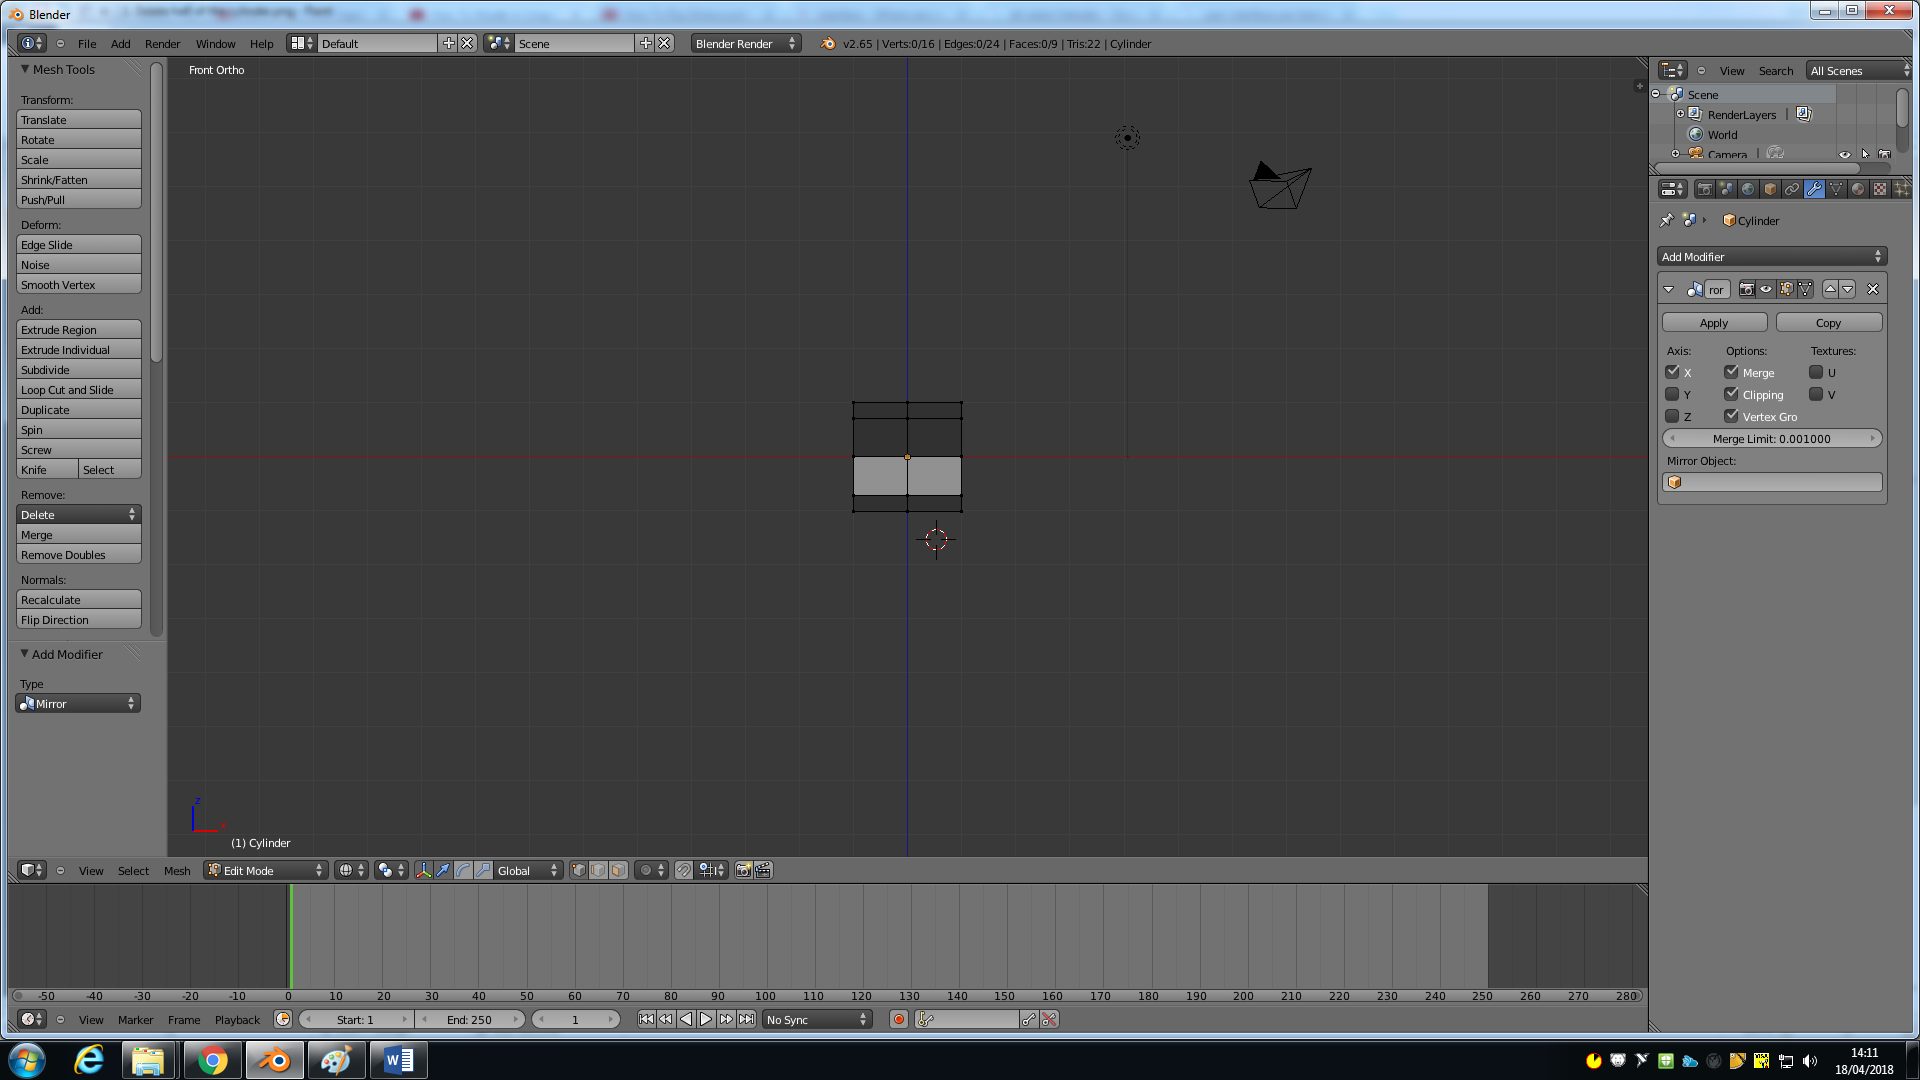 Blender
File Add Render Window Help Default Scene Blender Render v2.65 | Verts:0/16 | Edges:0/24 | Faces:0/9 | Tris:22 | Cylinder
Mesh Tools
Transform:
Translate
Rotate
Scale
Shrink/Fatten
Push/Pull
Deform:
Edge Slide
Noise
Smooth Vertex
Add:
Extrude Region
Extrude Individual
Subdivide
Loop Cut and Slide
Duplicate
Spin
Screw
Knife Select
Remove:
Delete
Merge
Remove Doubles
Normals:
Recalculate
Flip Direction
Add Modifier
Type
Mirror
Front Ortho
z
x
(1) Cylinder
View Search All Scenes
Scene
RenderLayers |
World
Camera |
Cylinder
Add Modifier
ror
Apply Copy
Axis: Options: Textures:
X Merge U
Y Clipping V
Z Vertex Gro
Merge Limit: 0.001000
Mirror Object:
View Select Mesh Edit Mode Global
-50 -40 -30 -20 -10 0 10 20 30 40 50 60 70 80 90 100 110 120 130 140 150 160 170 180 190 200 210 220 230 240 250 260 270 280
View Marker Frame Playback Start: 1 End: 250 1 No Sync
14:11
18/04/2018